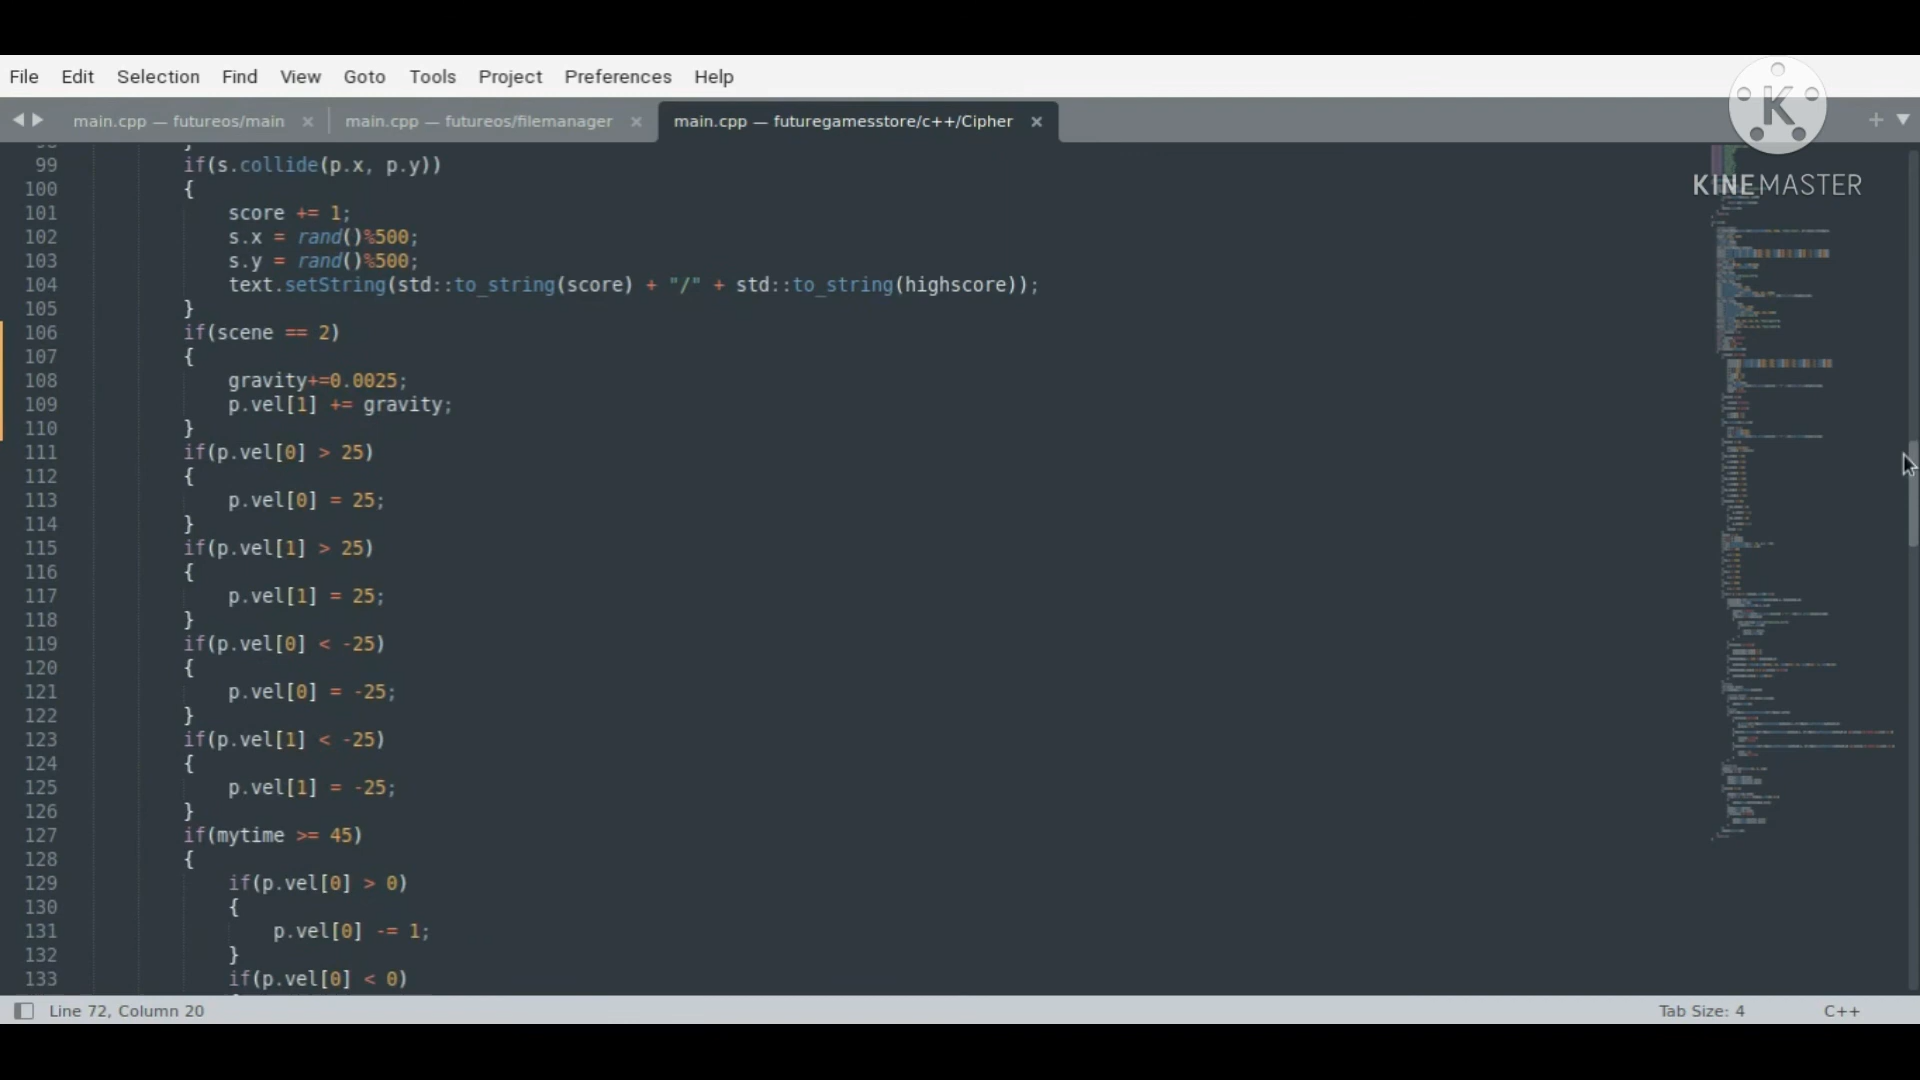 File Edit Selection Find View Goto Tools Project Preferences Help
main.cpp — futureos/main × main.cpp — futureos/filemanager × main.cpp — futuregamesstore/c++/Cipher ×
K
KINEMASTER
99 if(s.collide(p.x, p.y))
100 {
101 score += 1;
102 s.x = rand()%500;
103 s.y = rand()%500;
104 text.setString(std::to_string(score) + "/" + std::to_string(highscore));
105 }
106 if(scene == 2)
107 {
108 gravity+=0.0025;
109 p.vel[1] += gravity;
110 }
111 if(p.vel[0] > 25)
112 {
113 p.vel[0] = 25;
114 }
115 if(p.vel[1] > 25)
116 {
117 p.vel[1] = 25;
118 }
119 if(p.vel[0] < -25)
120 {
121 p.vel[0] = -25;
122 }
123 if(p.vel[1] < -25)
124 {
125 p.vel[1] = -25;
126 }
127 if(mytime >= 45)
128 {
129 if(p.vel[0] > 0)
130 {
131 p.vel[0] -= 1;
132 }
133 if(p.vel[0] < 0)
Line 72, Column 20 Tab Size: 4 C++